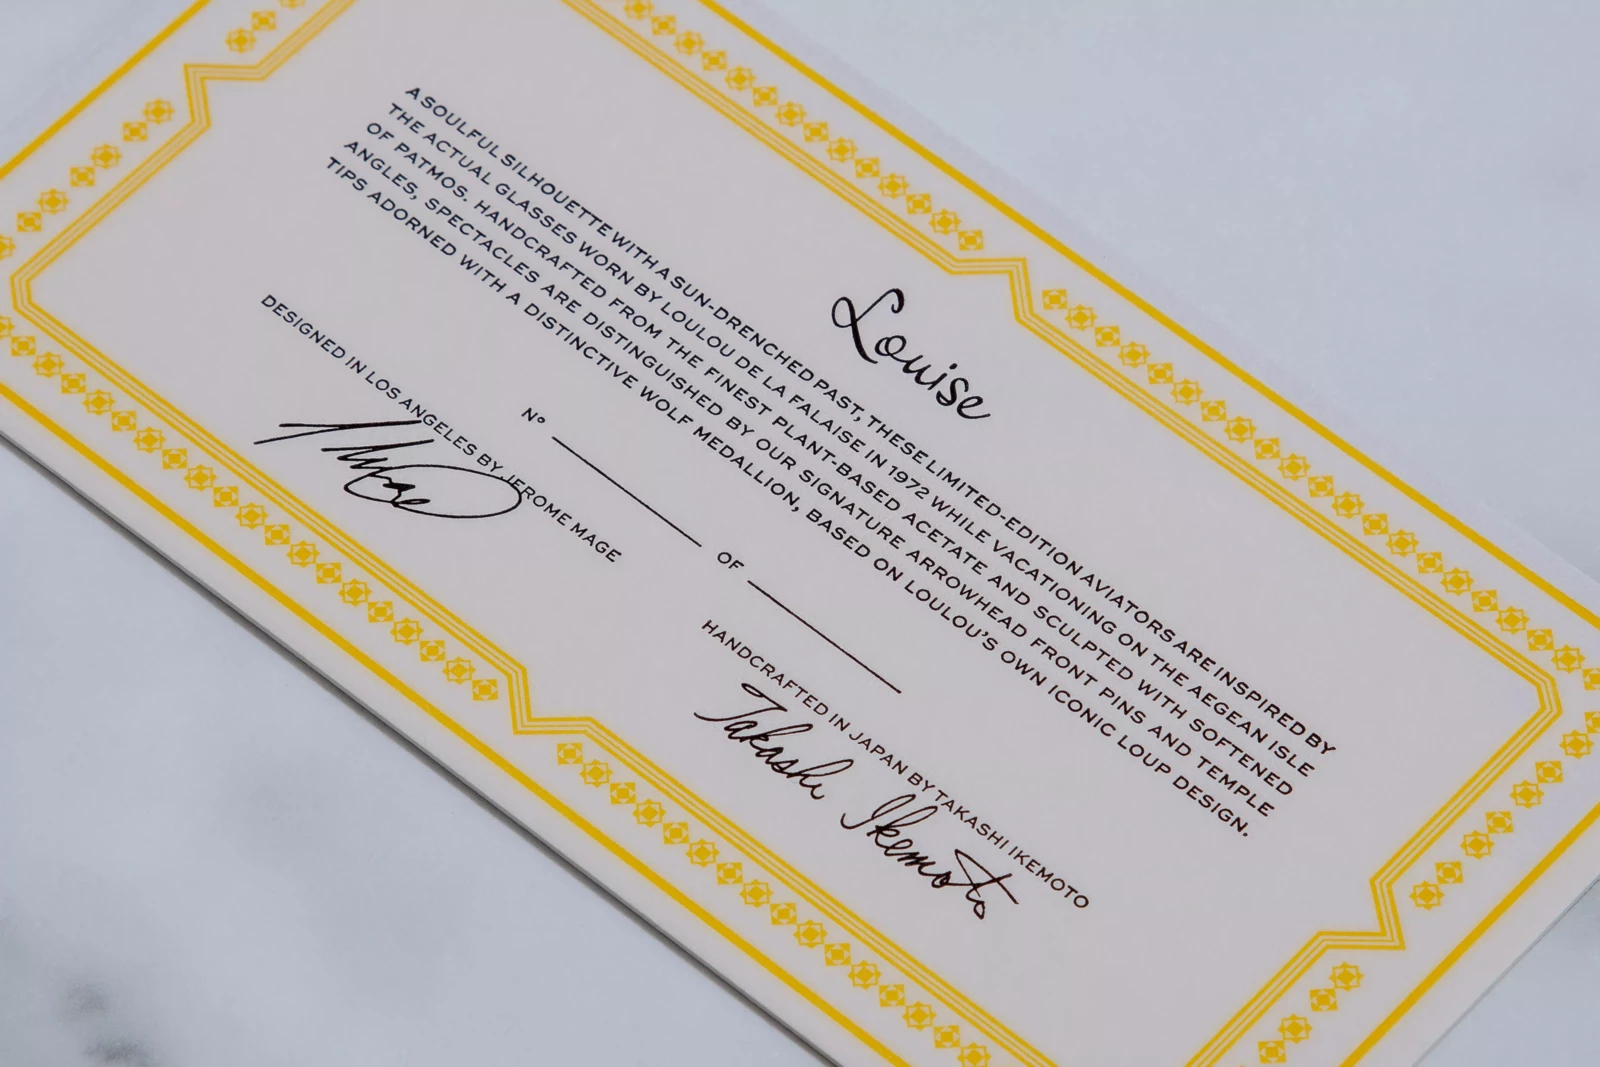 Louise
A SOULFUL SILHOUETTE WITH A SUN-DRENCHED PAST, THESE LIMITED-EDITION AVIATORS ARE INSPIRED BY
THE ACTUAL GLASSES WORN BY LOULOU DE LA FALAISE IN 1972 WHILE VACATIONING ON THE AEGEAN ISLE
OF PATMOS. HANDCRAFTED FROM THE FINEST PLANT-BASED ACETATE AND SCULPTED WITH SOFTENED
ANGLES, SPECTACLES ARE DISTINGUISHED BY OUR SIGNATURE ARROWHEAD FRONT PINS AND TEMPLE
TIPS ADORNED WITH A DISTINCTIVE WOLF MEDALLION, BASED ON LOULOU'S OWN ICONIC LOUP DESIGN.
Nº OF
DESIGNED IN LOS ANGELES BY JEROME MAGE
HANDCRAFTED IN JAPAN BY TAKASHI IKEMOTO
Takashi Ikemoto